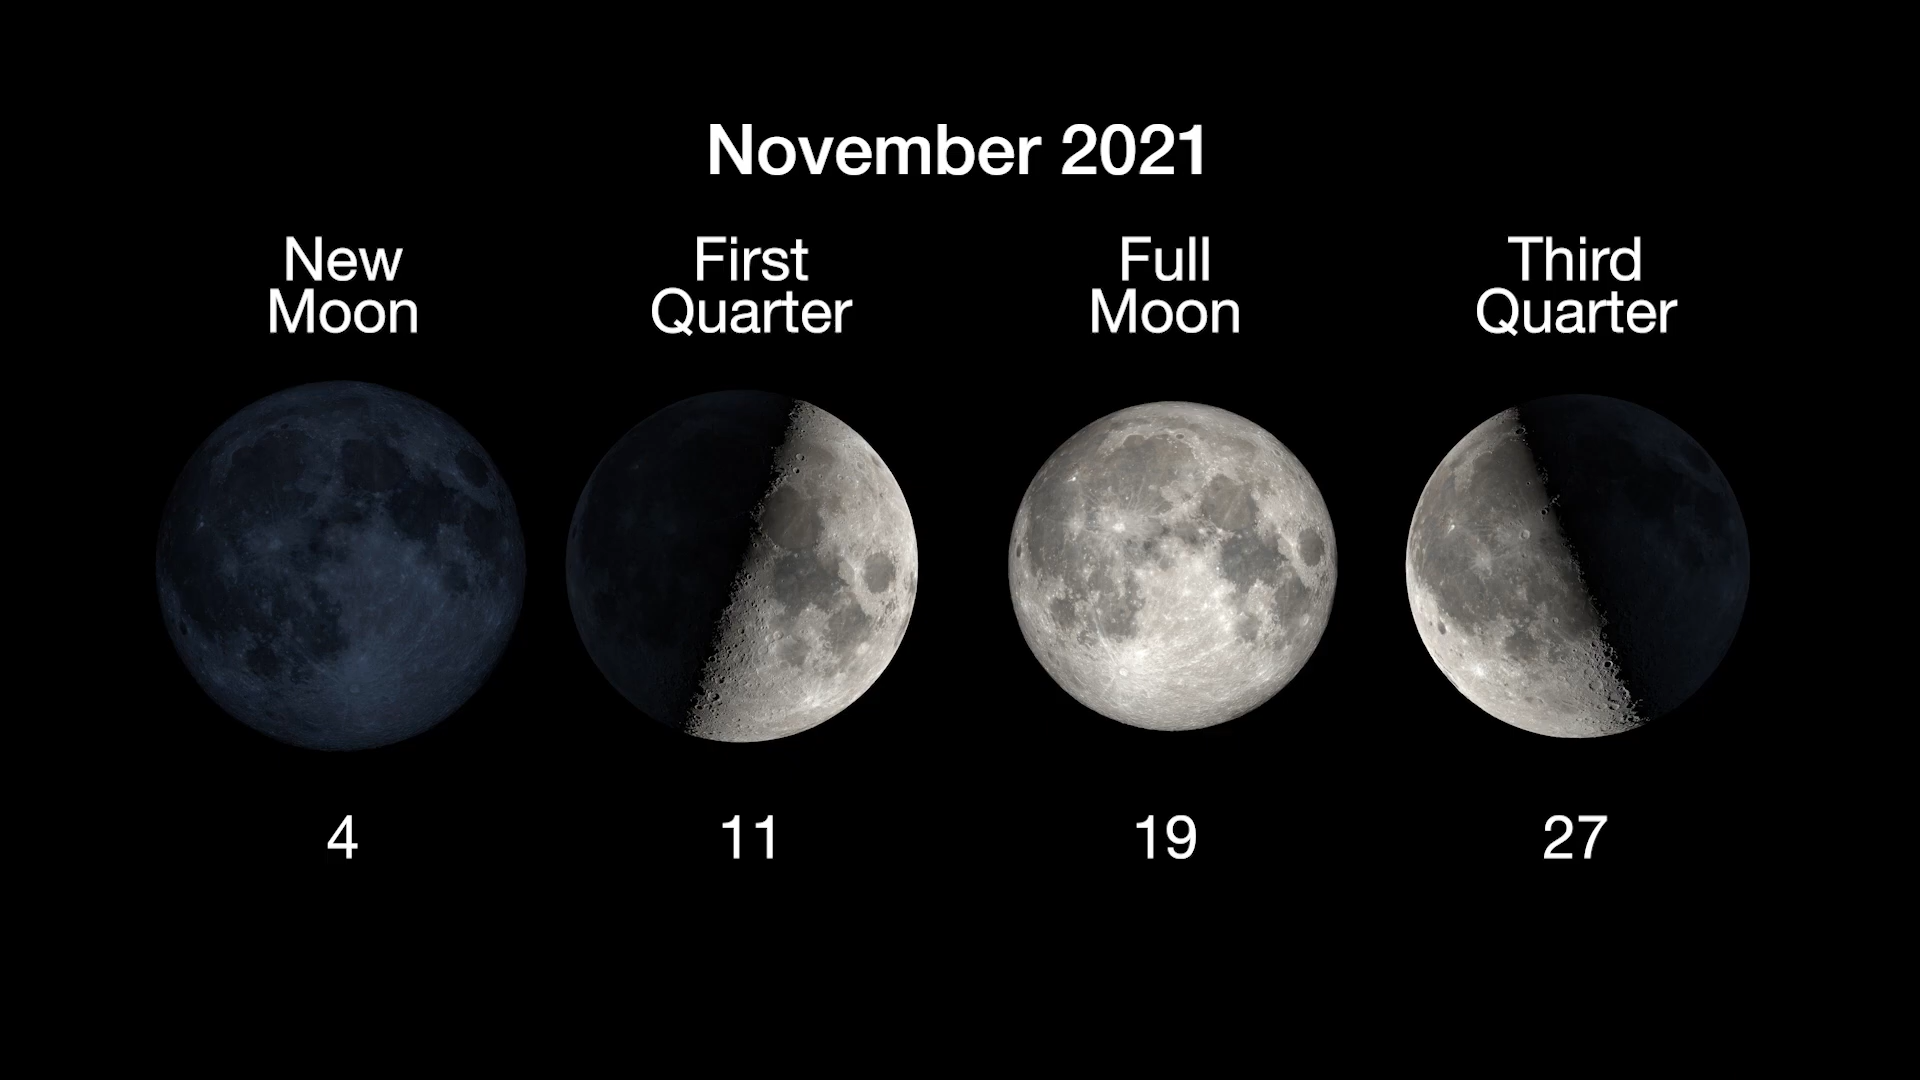 November 2021
New
Moon
First
Quarter
Full
Moon
Third
Quarter
4
11
19
27